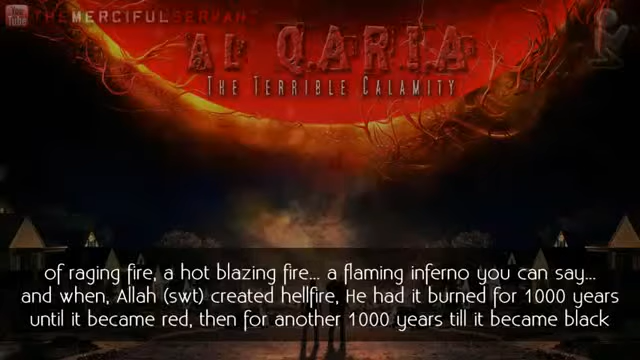 You Tube THEMERCIFULSERVANT
AL QARIA
THE TERRIBLE CALAMITY
of raging fire, a hot blazing fire... a flaming inferno you can say...
and when, Allah (swt) created hellfire, He had it burned for 1000 years
until it became red, then for another 1000 years till it became black